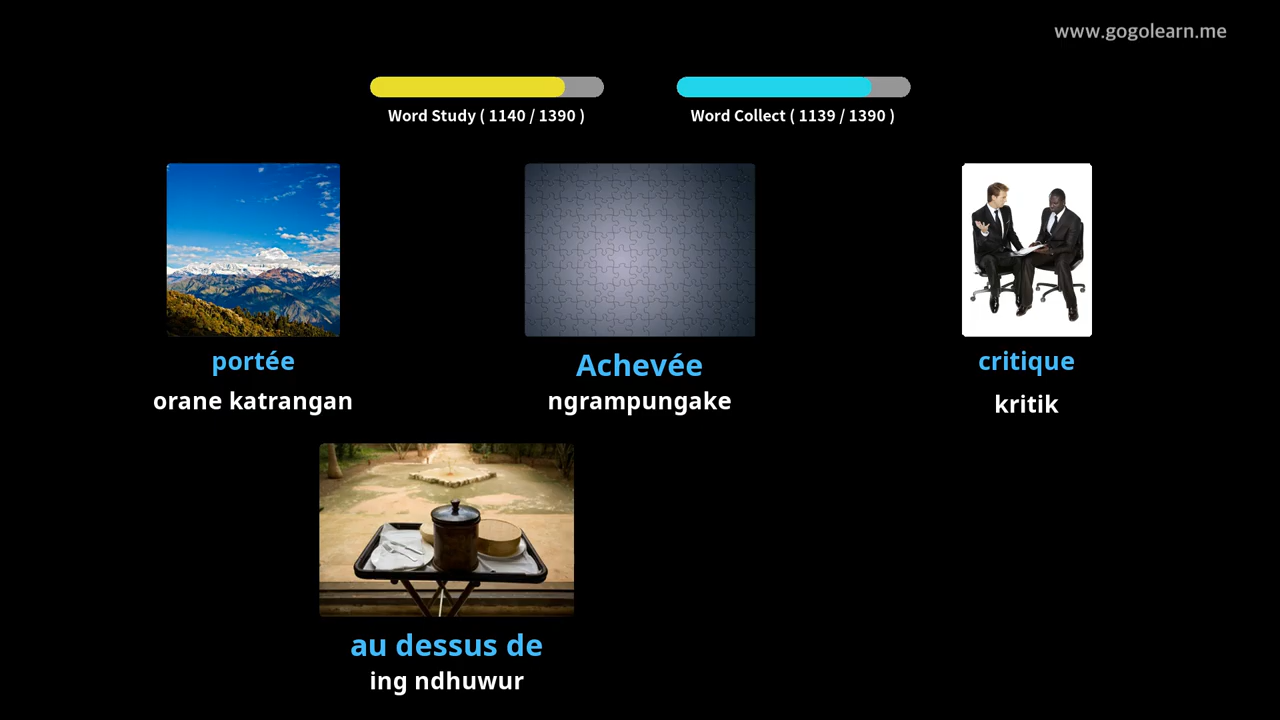 www.gogolearn.me
Word Study ( 1140 / 1390 )
Word Collect ( 1139 / 1390 )
portée
Achevée
critique
orane katrangan
ngrampungake
kritik
au dessus de
ing ndhuwur